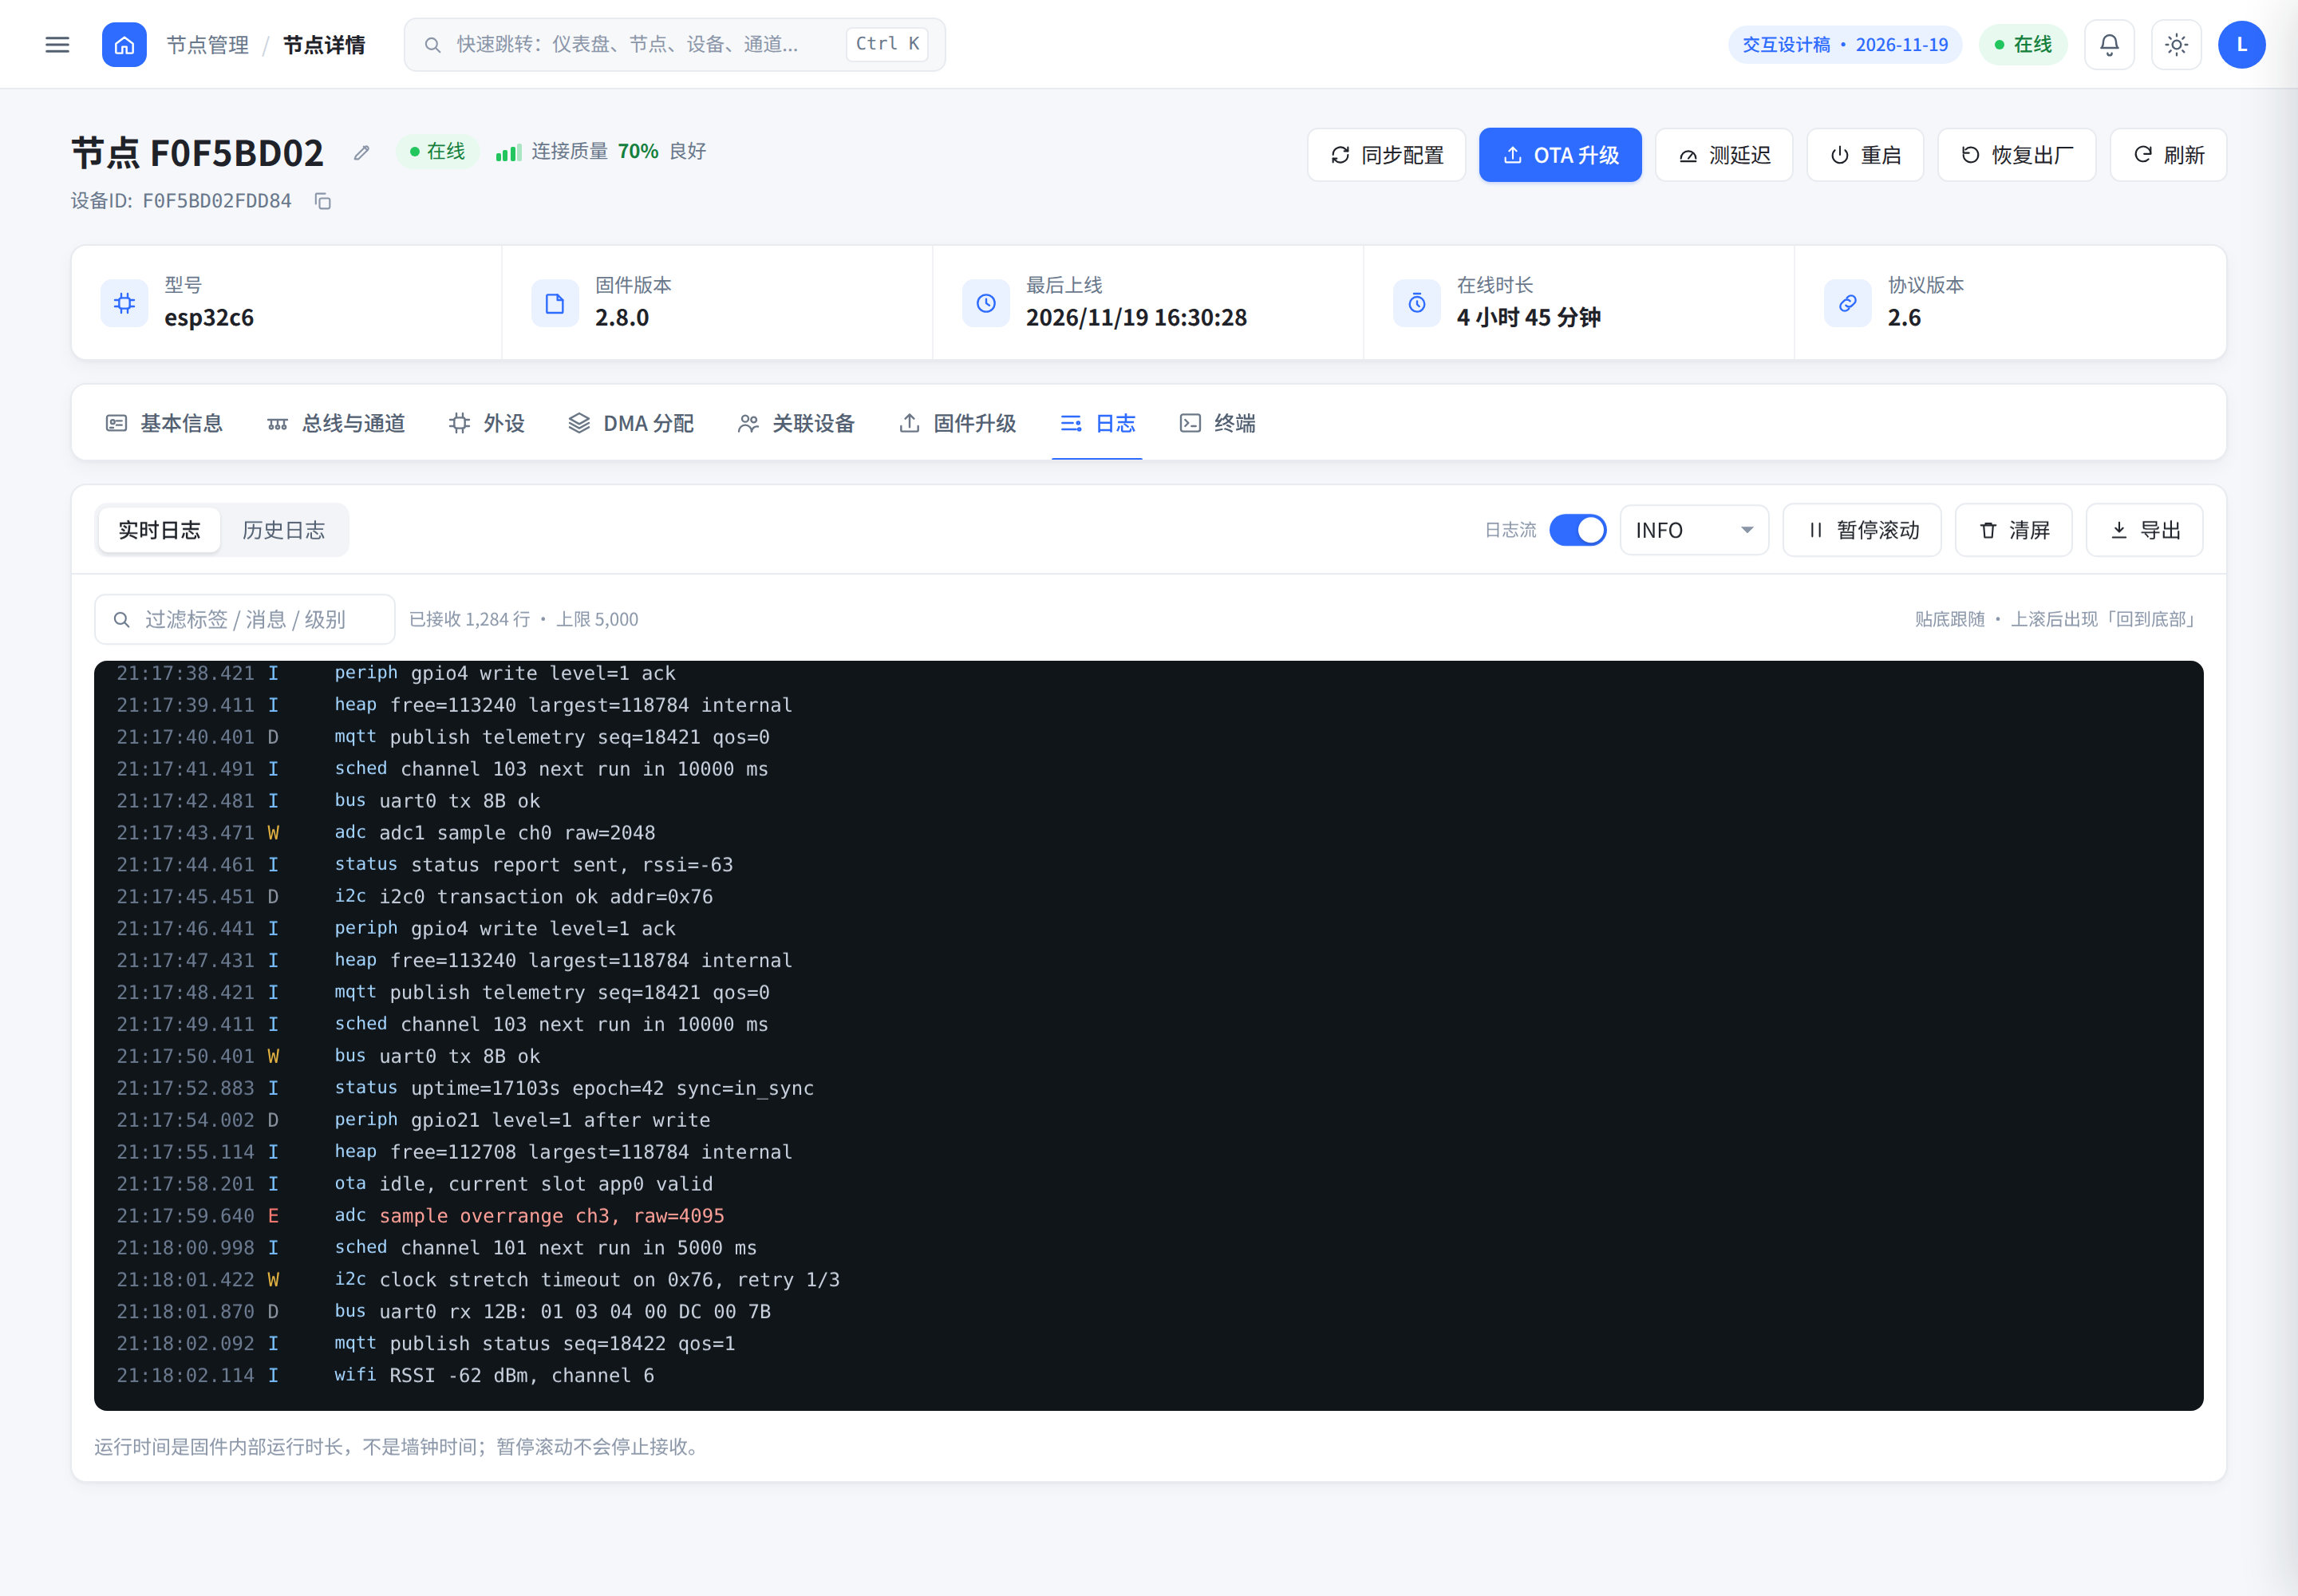 节点管理 / 节点详情
快速跳转：仪表盘、节点、设备、通道... Ctrl K
交互设计稿 • 2026-11-19
在线
L
节点 F0F5BD02
在线
连接质量 70% 良好
设备ID: F0F5BD02FDD84
同步配置
OTA 升级
测延迟
重启
恢复出厂
刷新
型号
esp32c6
固件版本
2.8.0
最后上线
2026/11/19 16:30:28
在线时长
4 小时 45 分钟
协议版本
2.6
基本信息
总线与通道
外设
DMA 分配
关联设备
固件升级
日志
终端
实时日志
历史日志
日志流
INFO
暂停滚动
清屏
导出
过滤标签 / 消息 / 级别
已接收 1,284 行 • 上限 5,000
贴底跟随 • 上滚后出现「回到底部」
21:17:38.421 I periph gpio4 write level=1 ack
21:17:39.411 I heap free=113240 largest=118784 internal
21:17:40.401 D mqtt publish telemetry seq=18421 qos=0
21:17:41.491 I sched channel 103 next run in 10000 ms
21:17:42.481 I bus uart0 tx 8B ok
21:17:43.471 W adc adc1 sample ch0 raw=2048
21:17:44.461 I status status report sent, rssi=-63
21:17:45.451 D i2c i2c0 transaction ok addr=0x76
21:17:46.441 I periph gpio4 write level=1 ack
21:17:47.431 I heap free=113240 largest=118784 internal
21:17:48.421 I mqtt publish telemetry seq=18421 qos=0
21:17:49.411 I sched channel 103 next run in 10000 ms
21:17:50.401 W bus uart0 tx 8B ok
21:17:52.883 I status uptime=17103s epoch=42 sync=in_sync
21:17:54.002 D periph gpio21 level=1 after write
21:17:55.114 I heap free=112708 largest=118784 internal
21:17:58.201 I ota idle, current slot app0 valid
21:17:59.640 E adc sample overrange ch3, raw=4095
21:18:00.998 I sched channel 101 next run in 5000 ms
21:18:01.422 W i2c clock stretch timeout on 0x76, retry 1/3
21:18:01.870 D bus uart0 rx 12B: 01 03 04 00 DC 00 7B
21:18:02.092 I mqtt publish status seq=18422 qos=1
21:18:02.114 I wifi RSSI -62 dBm, channel 6
运行时间是固件内部运行时长，不是墙钟时间；暂停滚动不会停止接收。